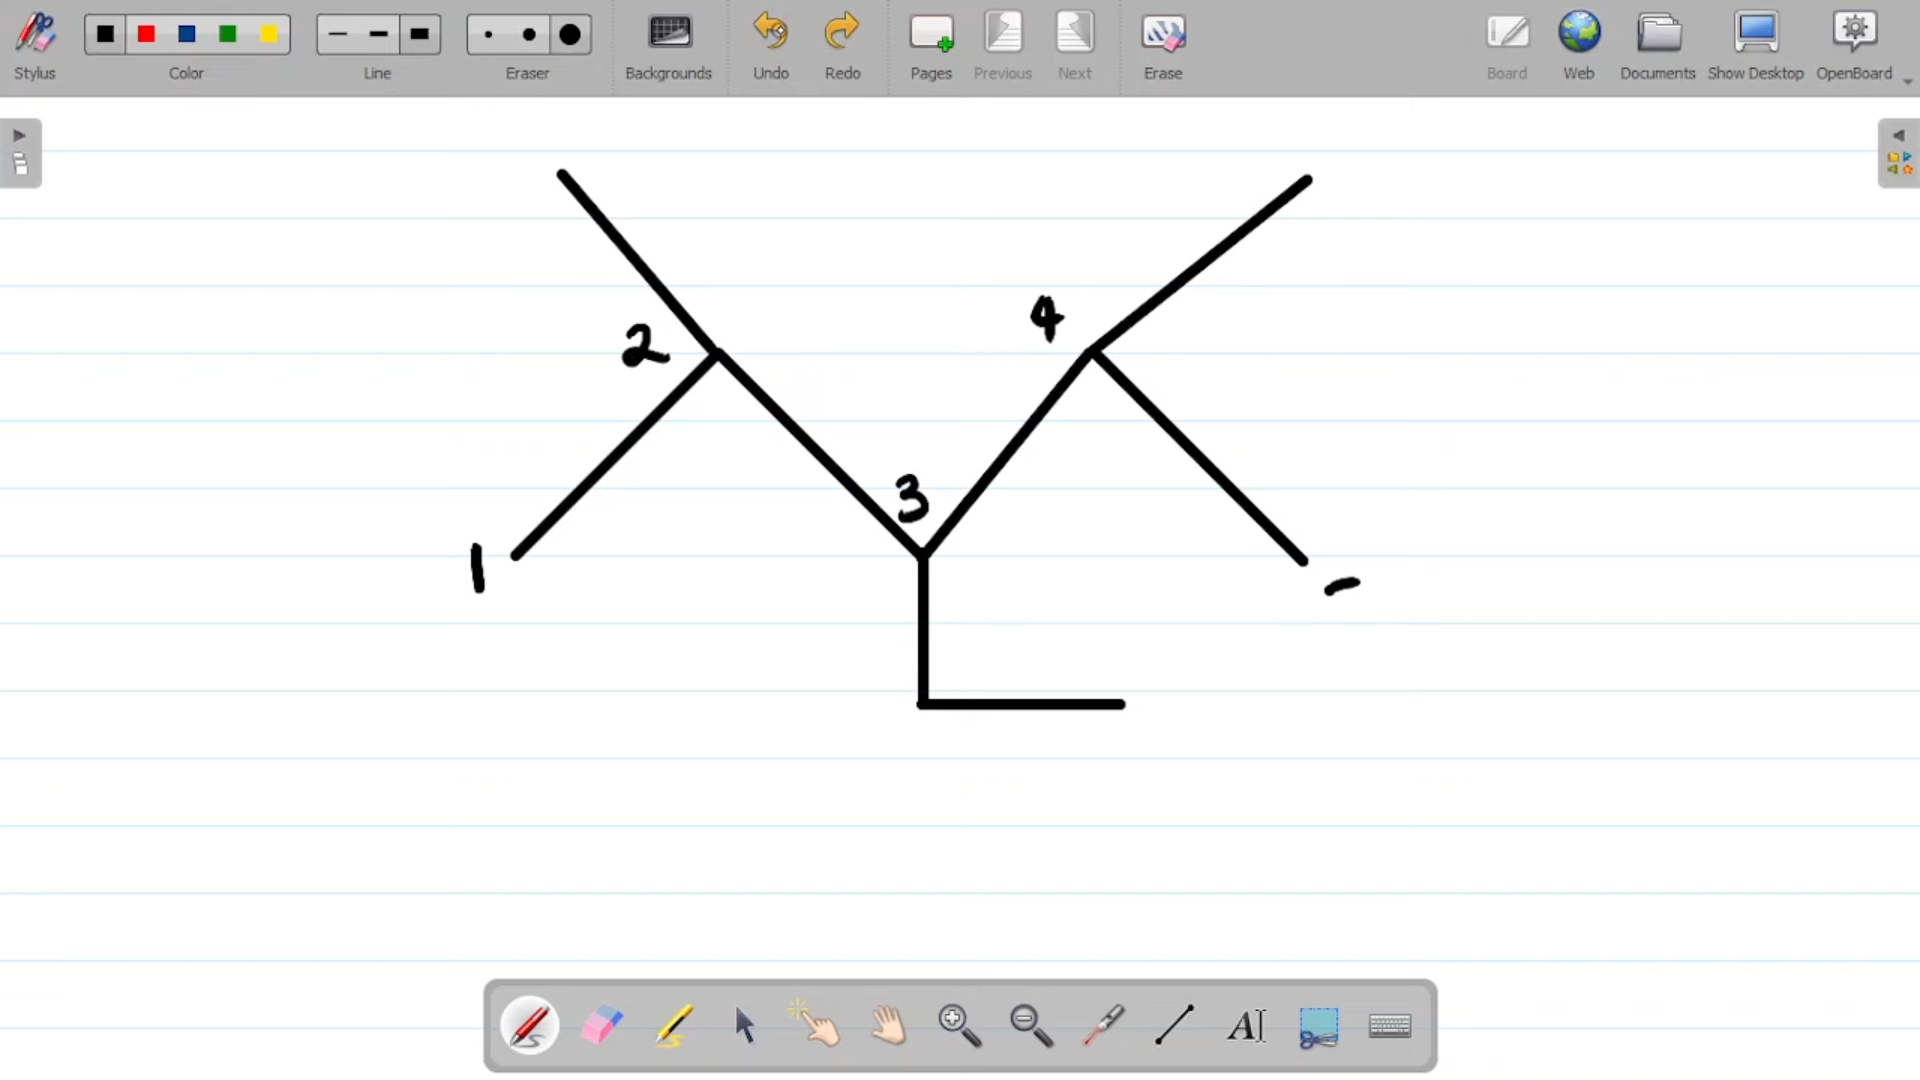 Stylus Color Line Eraser Backgrounds Undo Redo Pages Previous Next Erase Board Web Documents Show Desktop OpenBoard
4
2
3
1
A